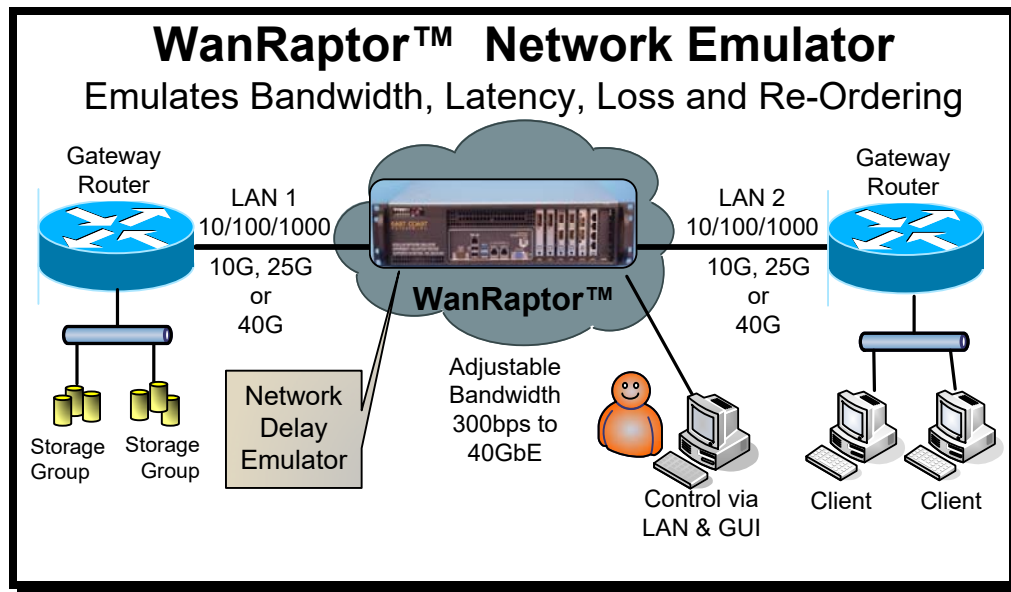 WanRaptor™ Network Emulator
Emulates Bandwidth, Latency, Loss and Re-Ordering
Gateway
Router
LAN 1
10/100/1000
10G, 25G
or
40G
WanRaptor™
LAN 2
10/100/1000
10G, 25G
or
40G
Gateway
Router
Storage
Group
Storage
Group
Network
Delay
Emulator
Adjustable
Bandwidth
300bps to
40GbE
Control via
LAN & GUI
Client
Client